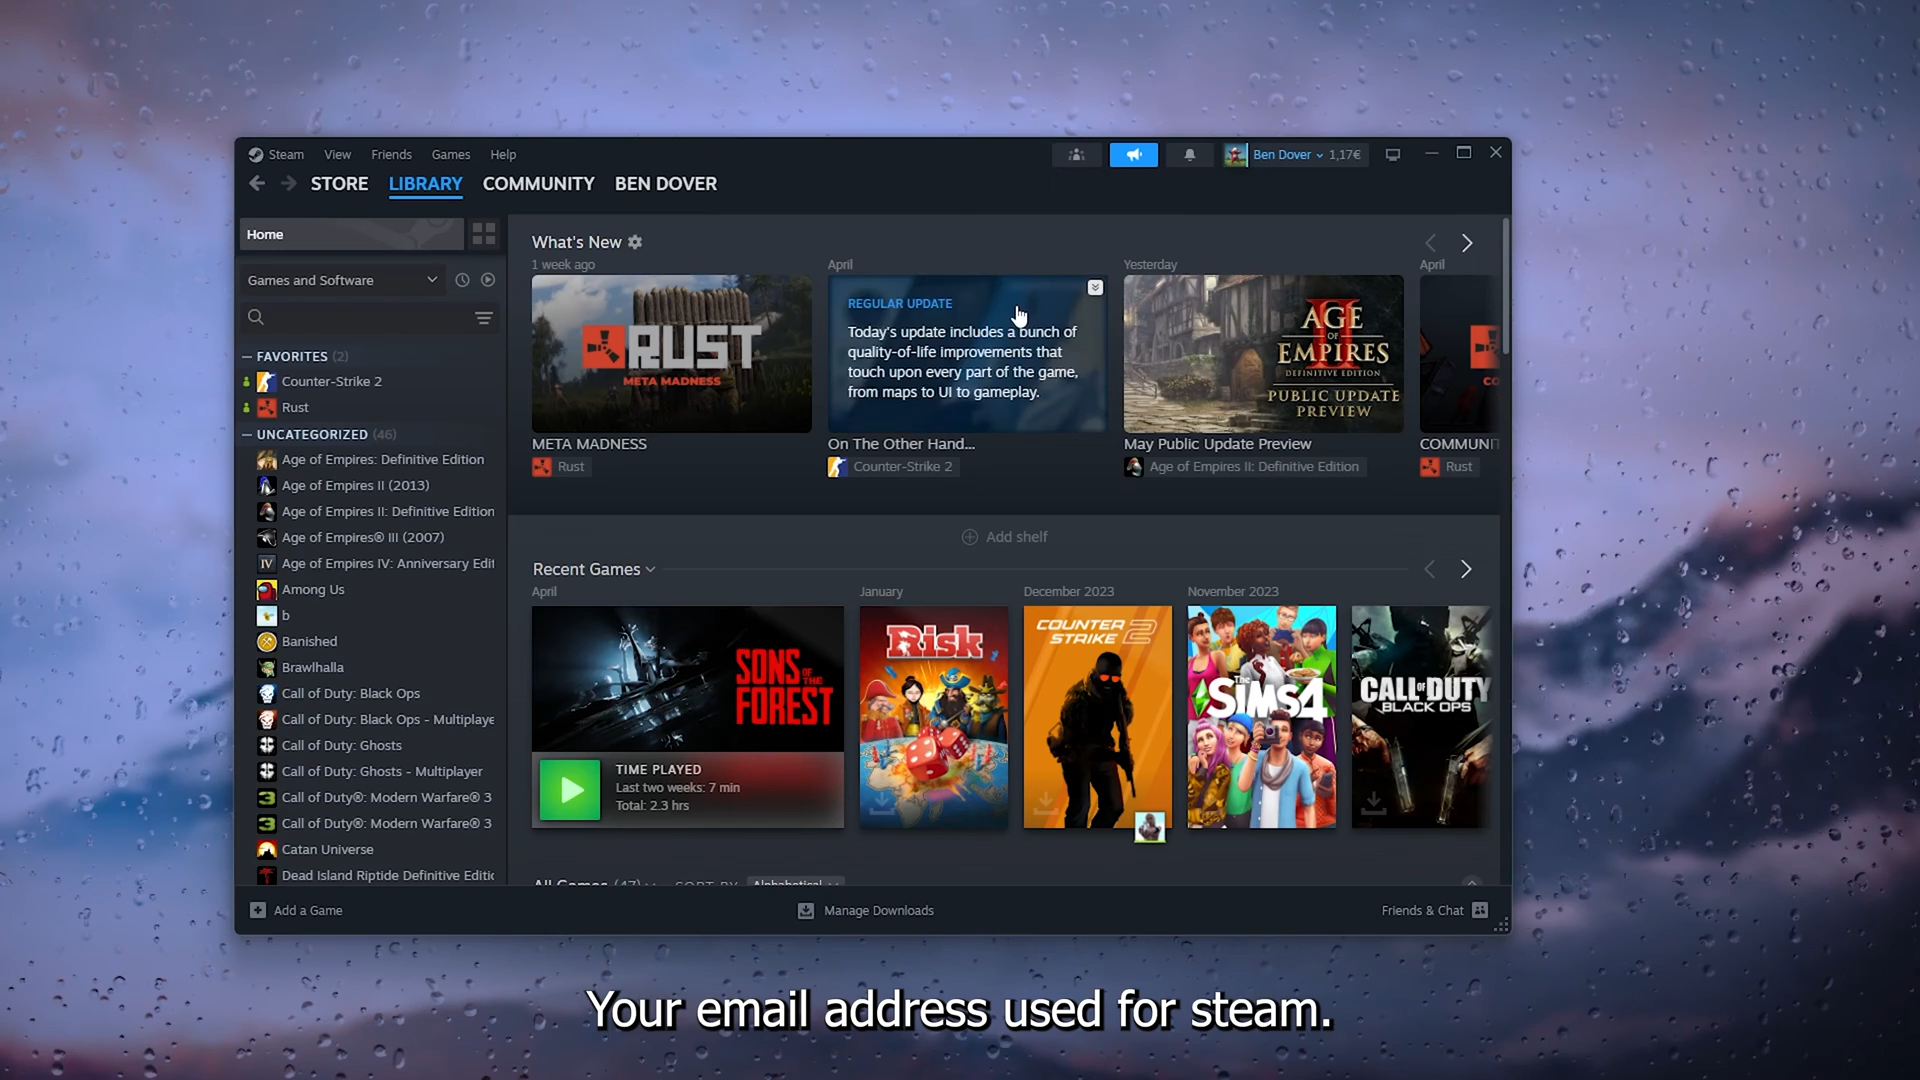 Steam View Friends Games Help
Ben Dover 1,17€
STORE LIBRARY COMMUNITY BEN DOVER
Home
Games and Software
FAVORITES (2)
Counter-Strike 2
Rust
UNCATEGORIZED (46)
Age of Empires: Definitive Edition
Age of Empires II (2013)
Age of Empires II: Definitive Edition
Age of Empires® III (2007)
Age of Empires IV: Anniversary Edit
Among Us
b
Banished
Brawlhalla
Call of Duty: Black Ops
Call of Duty: Black Ops - Multiplaye
Call of Duty: Ghosts
Call of Duty: Ghosts - Multiplayer
Call of Duty®: Modern Warfare® 3
Call of Duty®: Modern Warfare® 3
Catan Universe
Dead Island Riptide Definitive Editic
What's New
1 week ago
RUST
META MADNESS
META MADNESS
Rust
April
REGULAR UPDATE
Today's update includes a bunch of
quality-of-life improvements that
touch upon every part of the game,
from maps to UI to gameplay.
On The Other Hand...
Counter-Strike 2
Yesterday
AGE
OF
EMPIRES
II
DEFINITIVE EDITION
PUBLIC UPDATE
PREVIEW
May Public Update Preview
Age of Empires II: Definitive Edition
April
CO
COMMUNIT
Rust
Add shelf
Recent Games
April
SONS
OF THE
FOREST
TIME PLAYED
Last two weeks: 7 min
Total: 2.3 hrs
January
Risk
December 2023
COUNTER
STRIKE 2
November 2023
The
SIMS4
CALL OF DUTY
BLACK OPS
All Games (47) SORT BY Alphabetical
Add a Game
Manage Downloads
Friends & Chat
Your email address used for steam.